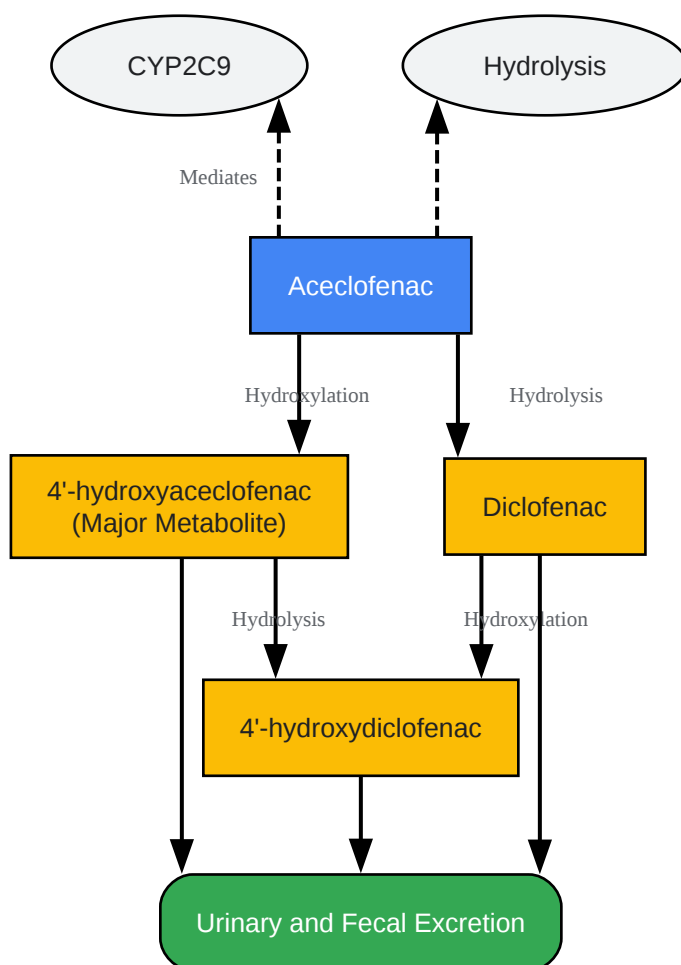 CYP2C9
Hydrolysis
Mediates
Aceclofenac
Hydroxylation
Hydrolysis
4'-hydroxyaceclofenac
(Major Metabolite)
Diclofenac
Hydrolysis
Hydroxylation
4'-hydroxydiclofenac
Urinary and Fecal Excretion